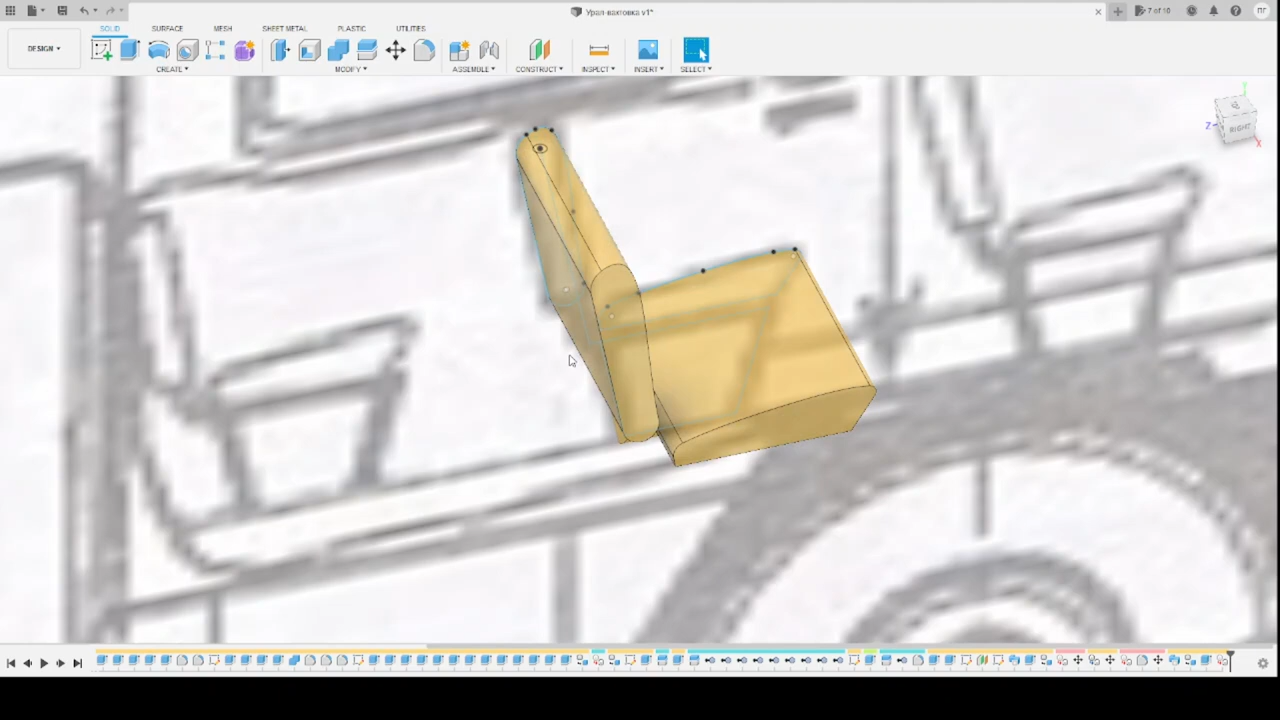 Урал-вахтовка v1*
7 of 10
ПГ
SOLID
SURFACE
MESH
SHEET METAL
PLASTIC
UTILITIES
DESIGN
CREATE
MODIFY
ASSEMBLE
CONSTRUCT
INSPECT
INSERT
SELECT
Y
Z
RIGHT
X